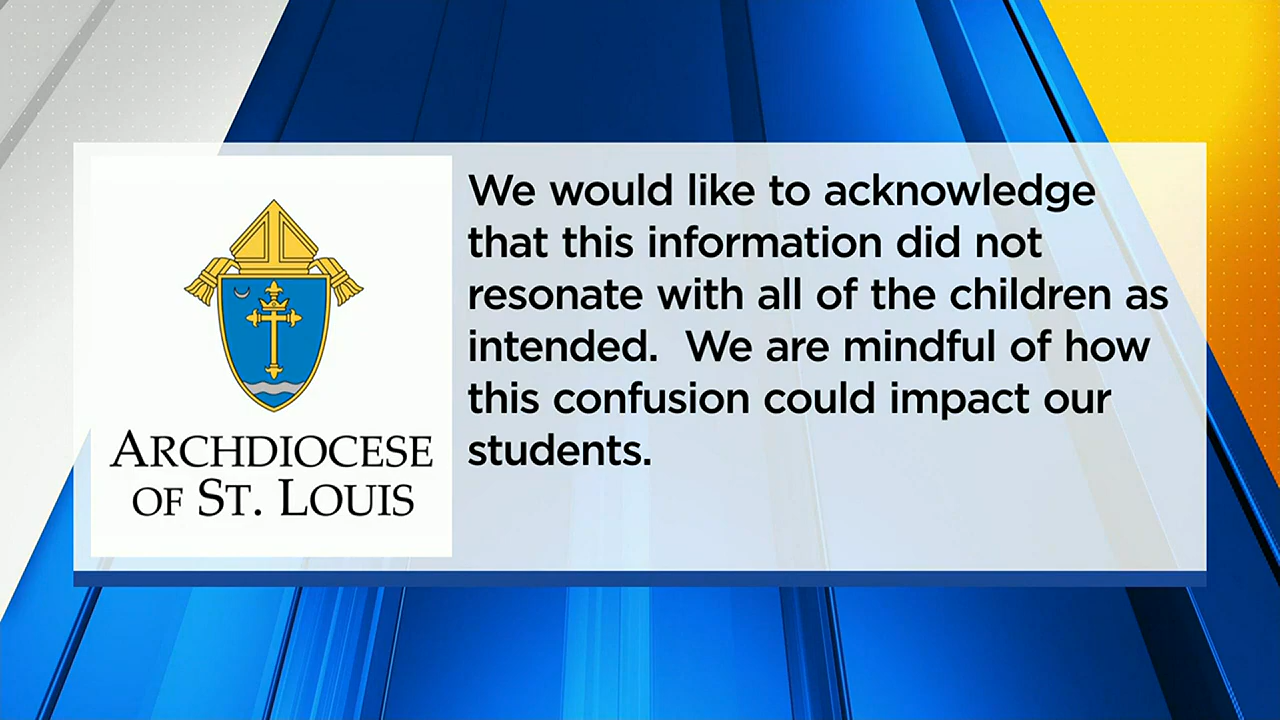 We would like to acknowledge
that this information did not
resonate with all of the children as
intended.  We are mindful of how
this confusion could impact our
students.
ARCHDIOCESE
OF ST. LOUIS